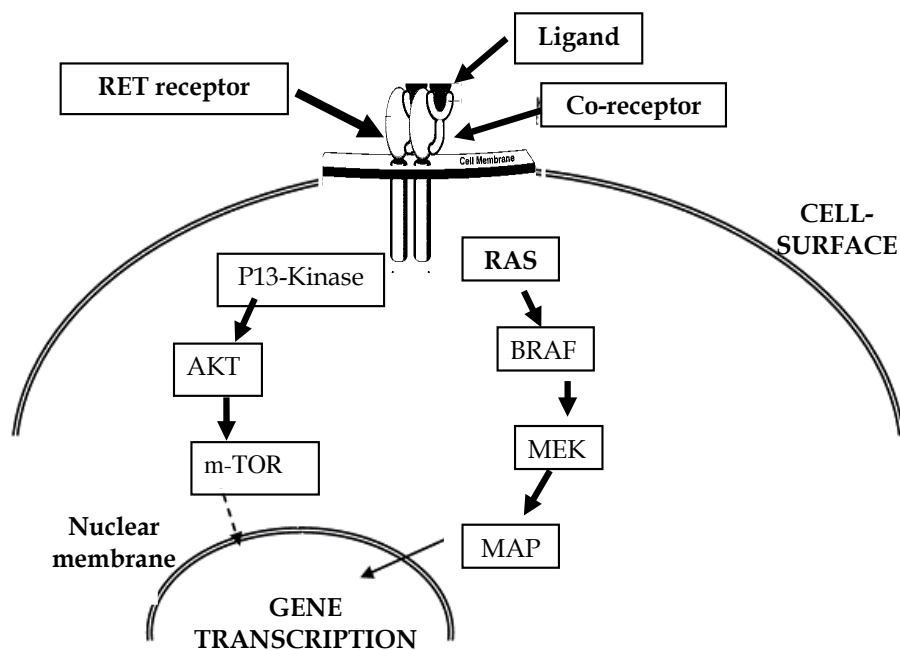 Ligand
RET receptor
Co-receptor
Cell Membrane
CELL-
SURFACE
P13-Kinase
RAS
AKT
BRAF
m-TOR
MEK
Nuclear
membrane
MAP
GENE
TRANSCRIPTION